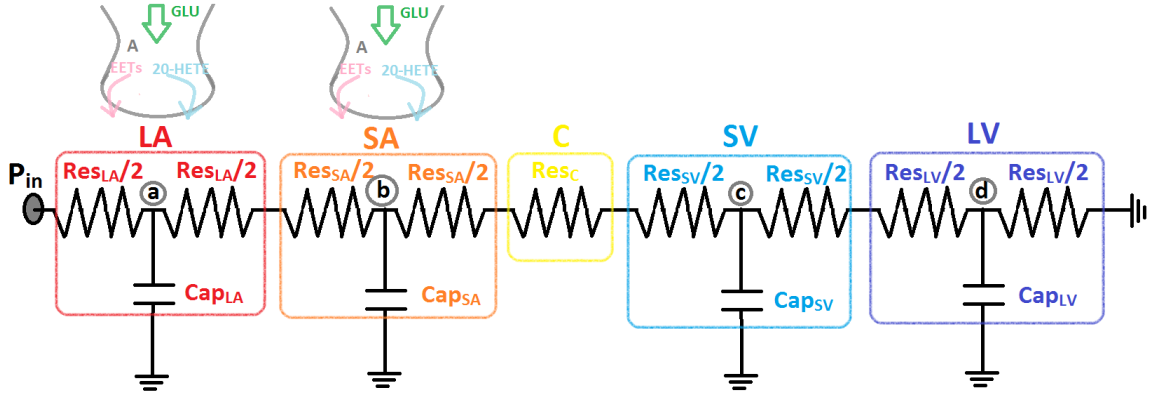 GLU
A
EETs 20-HETE
GLU
A
EETs 20-HETE
LA
SA
C
SV
LV
Pin
ResLA/2 ResLA/2
a
ResSA/2 ResSA/2
b
ResC
ResSV/2 ResSV/2
c
ResLV/2 ResLV/2
d
CapLA
CapSA
CapSV
CapLV